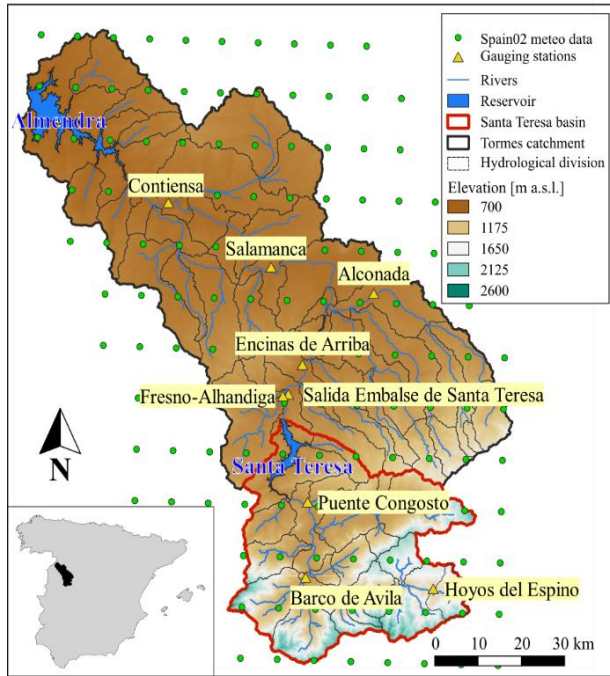 Spain02 meteo data
Gauging stations
Rivers
Reservoir
Santa Teresa basin
Tormes catchment
Hydrological division
Elevation [m a.s.l.]
700
1175
1650
2125
2600
Almendra
Contiensa
Salamanca
Alconada
Encinas de Arriba
Fresno-Alhandiga
Salida Embalse de Santa Teresa
Santa Teresa
N
Puente Congosto
Barco de Avila
Hoyos del Espino
0 10 20 30 km